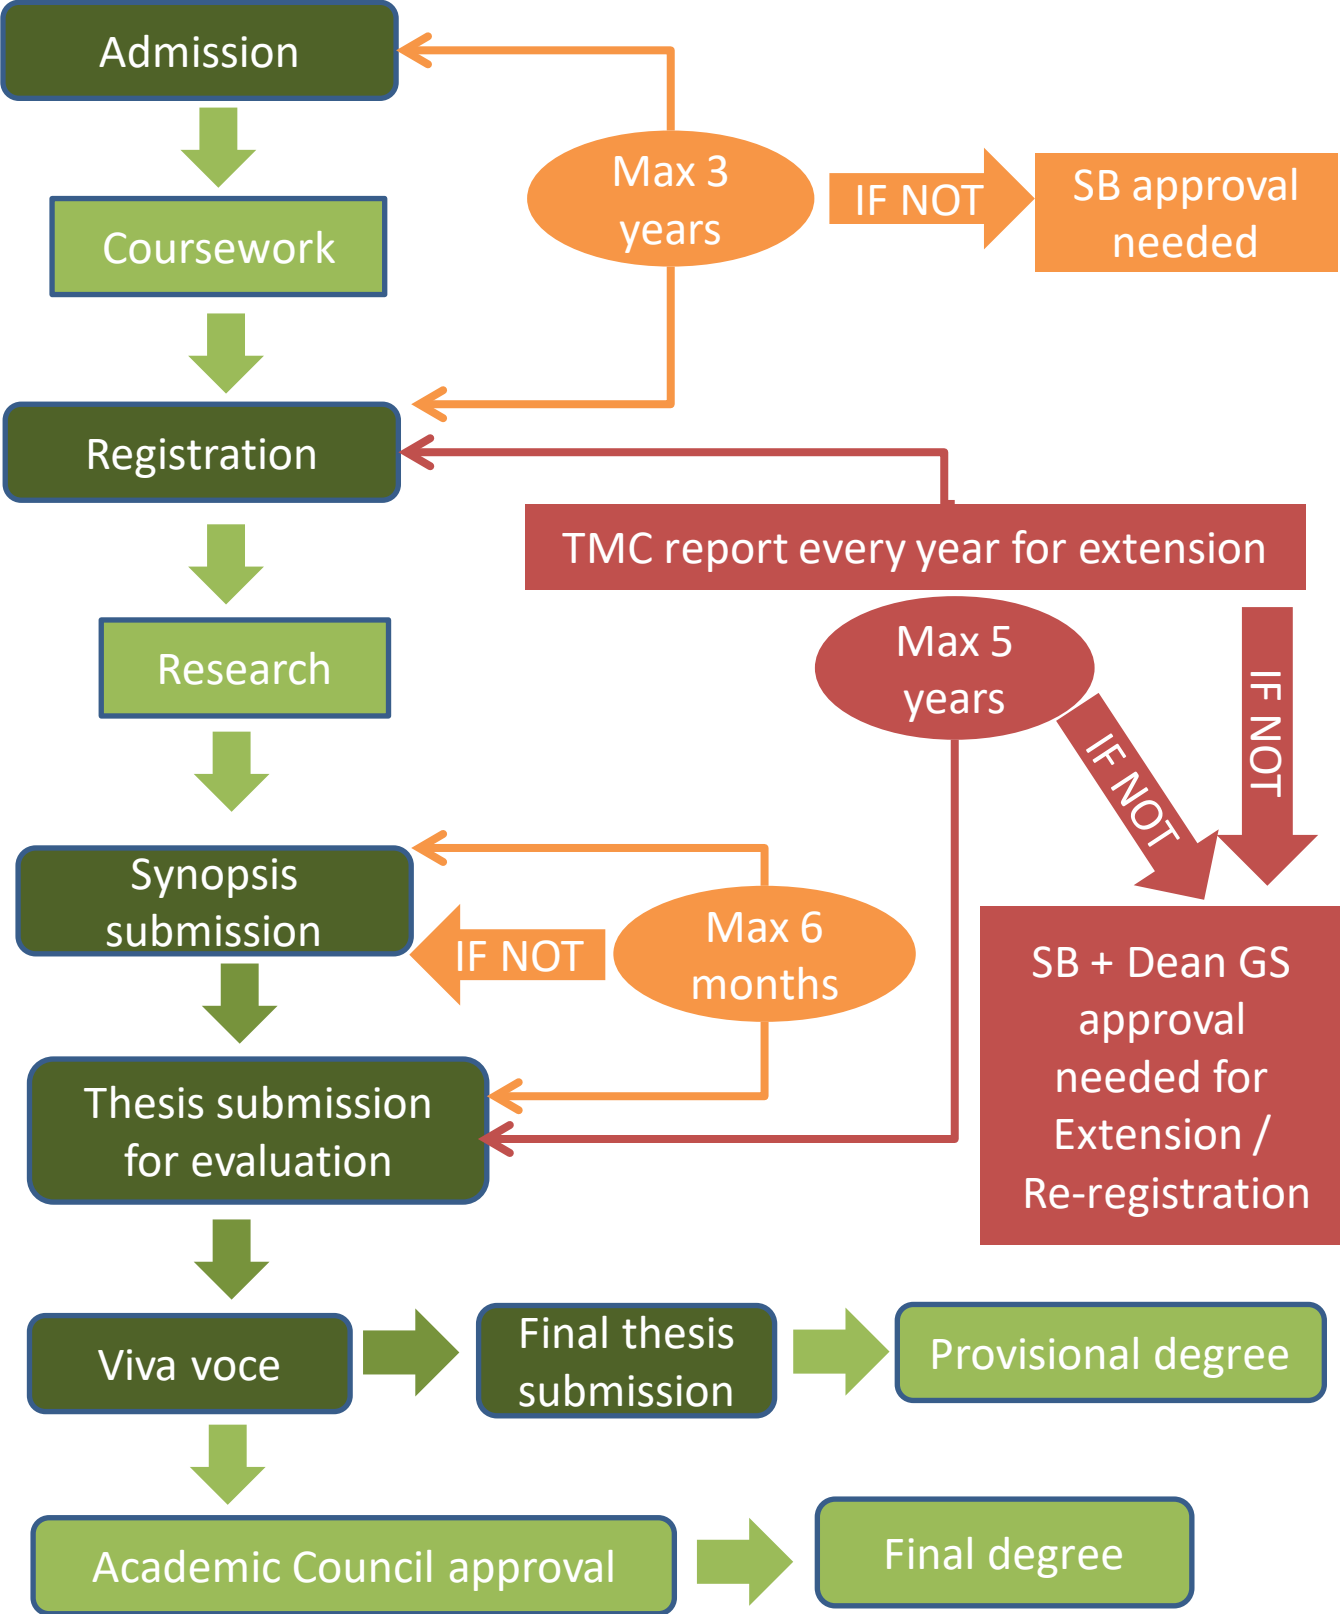 Admission
Max 3
years
IF NOT
SB approval
needed
Coursework
Registration
TMC report every year for extension
Max 5
years
IF NOT
IF NOT
Research
Synopsis
submission
IF NOT
Max 6
months
SB + Dean GS
approval
needed for
Extension /
Re-registration
Thesis submission
for evaluation
Viva voce
Final thesis
submission
Provisional degree
Academic Council approval
Final degree